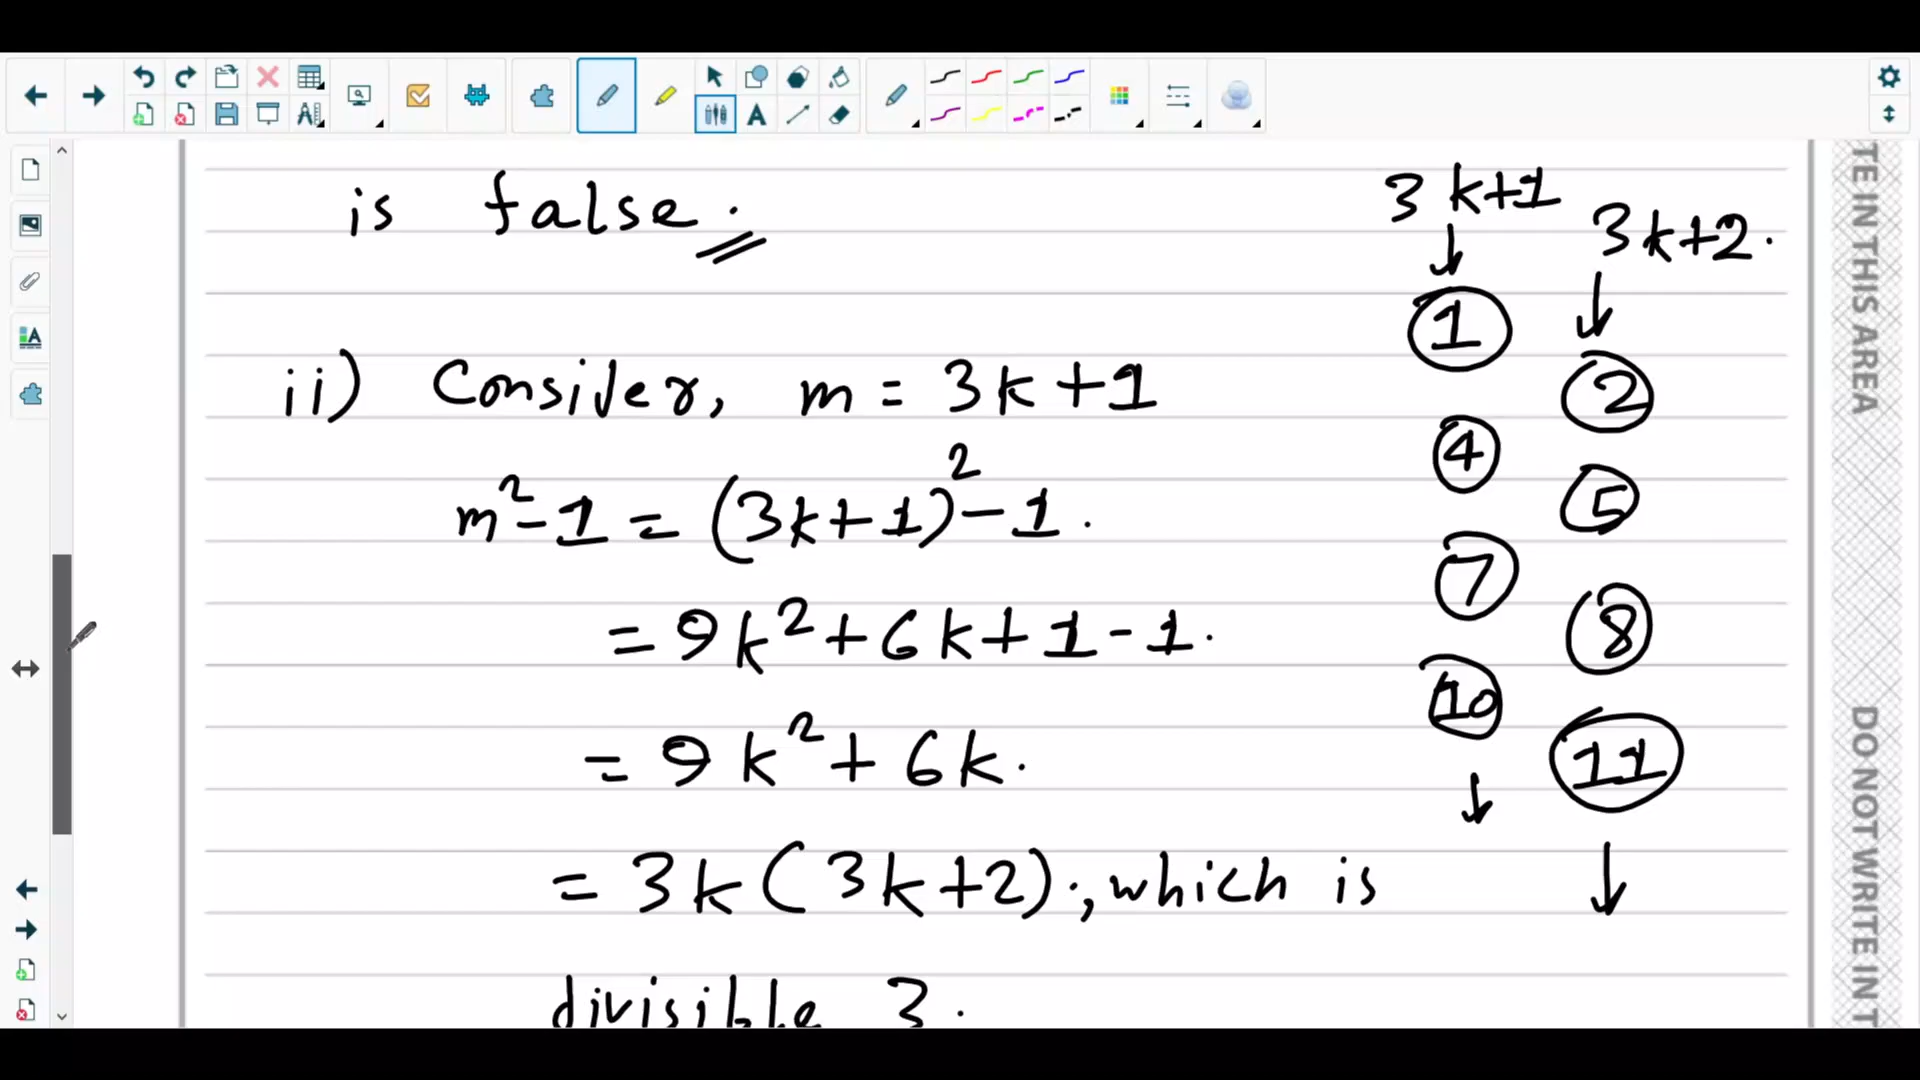 is false.
ii) Consider, m = 3k+1
m²-1 = (3k+1)²-1.
= 9k²+6k+1-1.
= 9k²+6k.
= 3k(3k+2)., which is
divisible 3.
3k+1
↓
1
4
7
10
↓
3k+2.
↓
2
5
8
11
↓
TE IN THIS AREA
DO NOT WRITE IN T